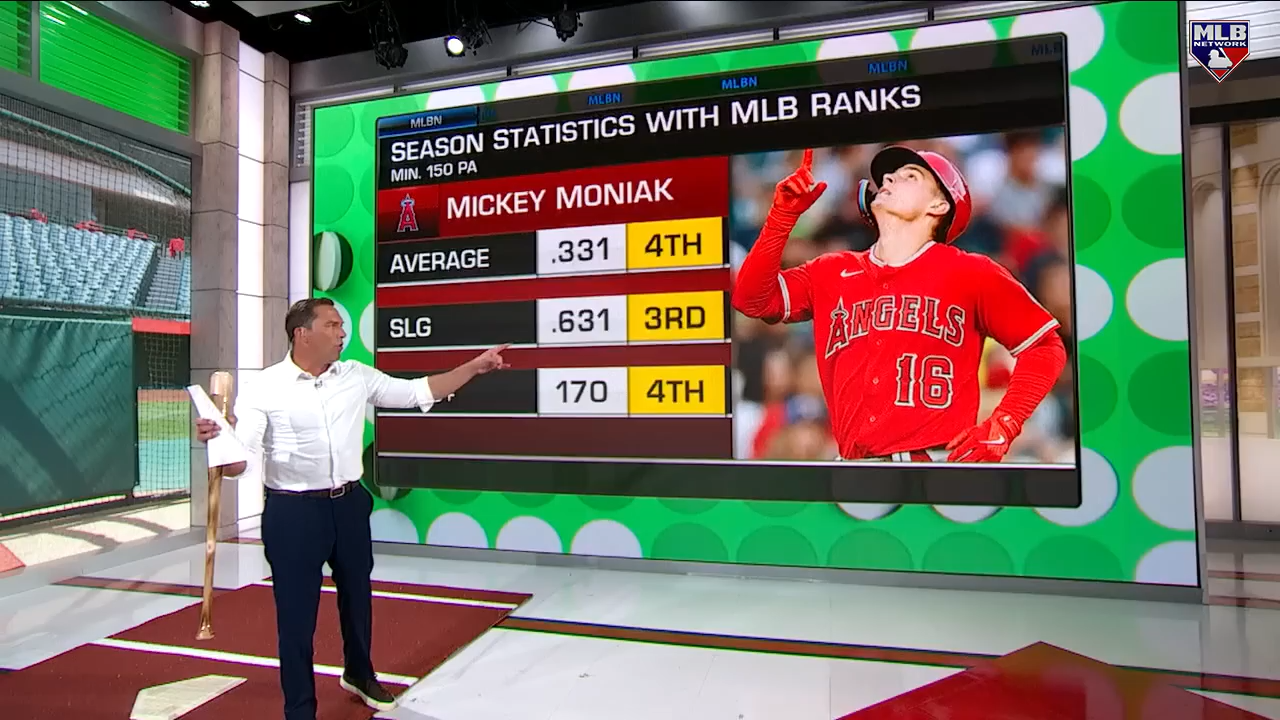 MLB
NETWORK
MLBN
MLBN
MLBN
MLB
SEASON STATISTICS WITH MLB RANKS
MIN. 150 PA
A
MICKEY MONIAK
AVERAGE .331 4TH
SLG .631 3RD
170 4TH
ANGELS
16